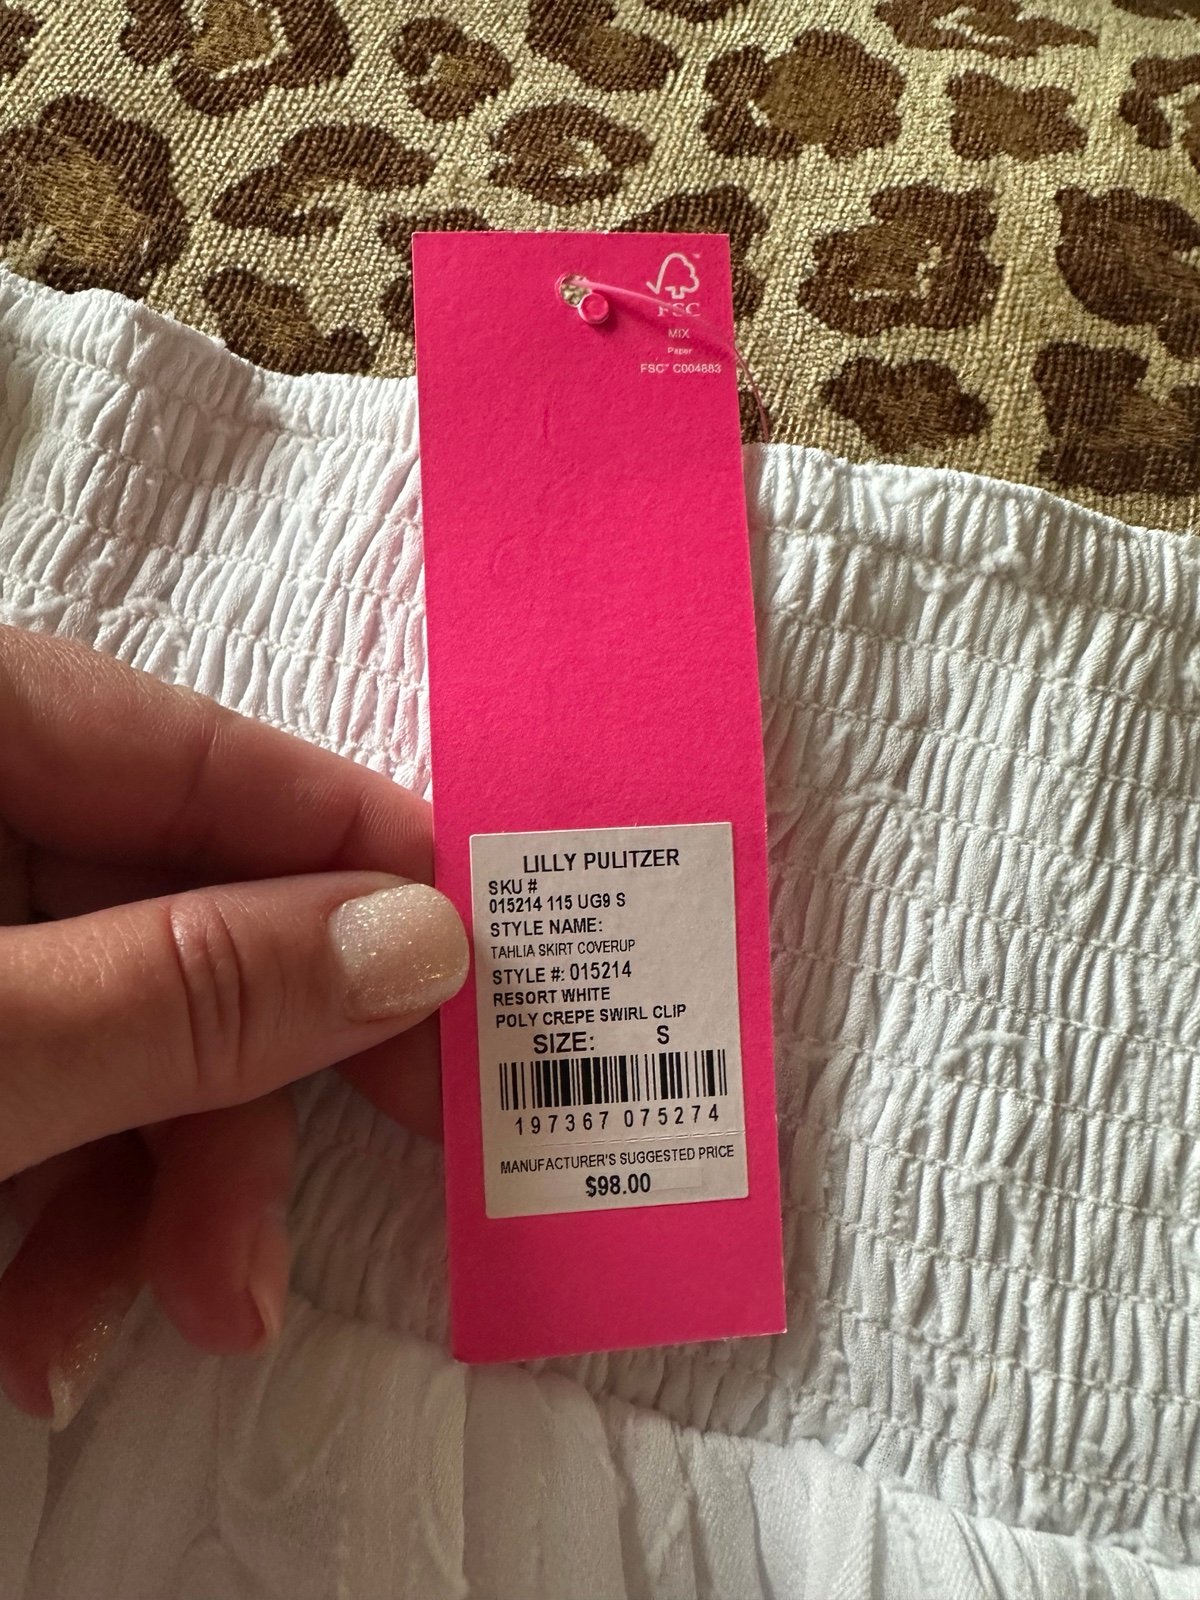 FSC
MIX
Paper
FSC® C004883
LILLY PULITZER
SKU #
015214 115 UG9 S
STYLE NAME:
TAHLIA SKIRT COVERUP
STYLE #: 015214
RESORT WHITE
POLY CREPE SWIRL CLIP
SIZE: S
197367 075274
MANUFACTURER'S SUGGESTED PRICE
$98.00